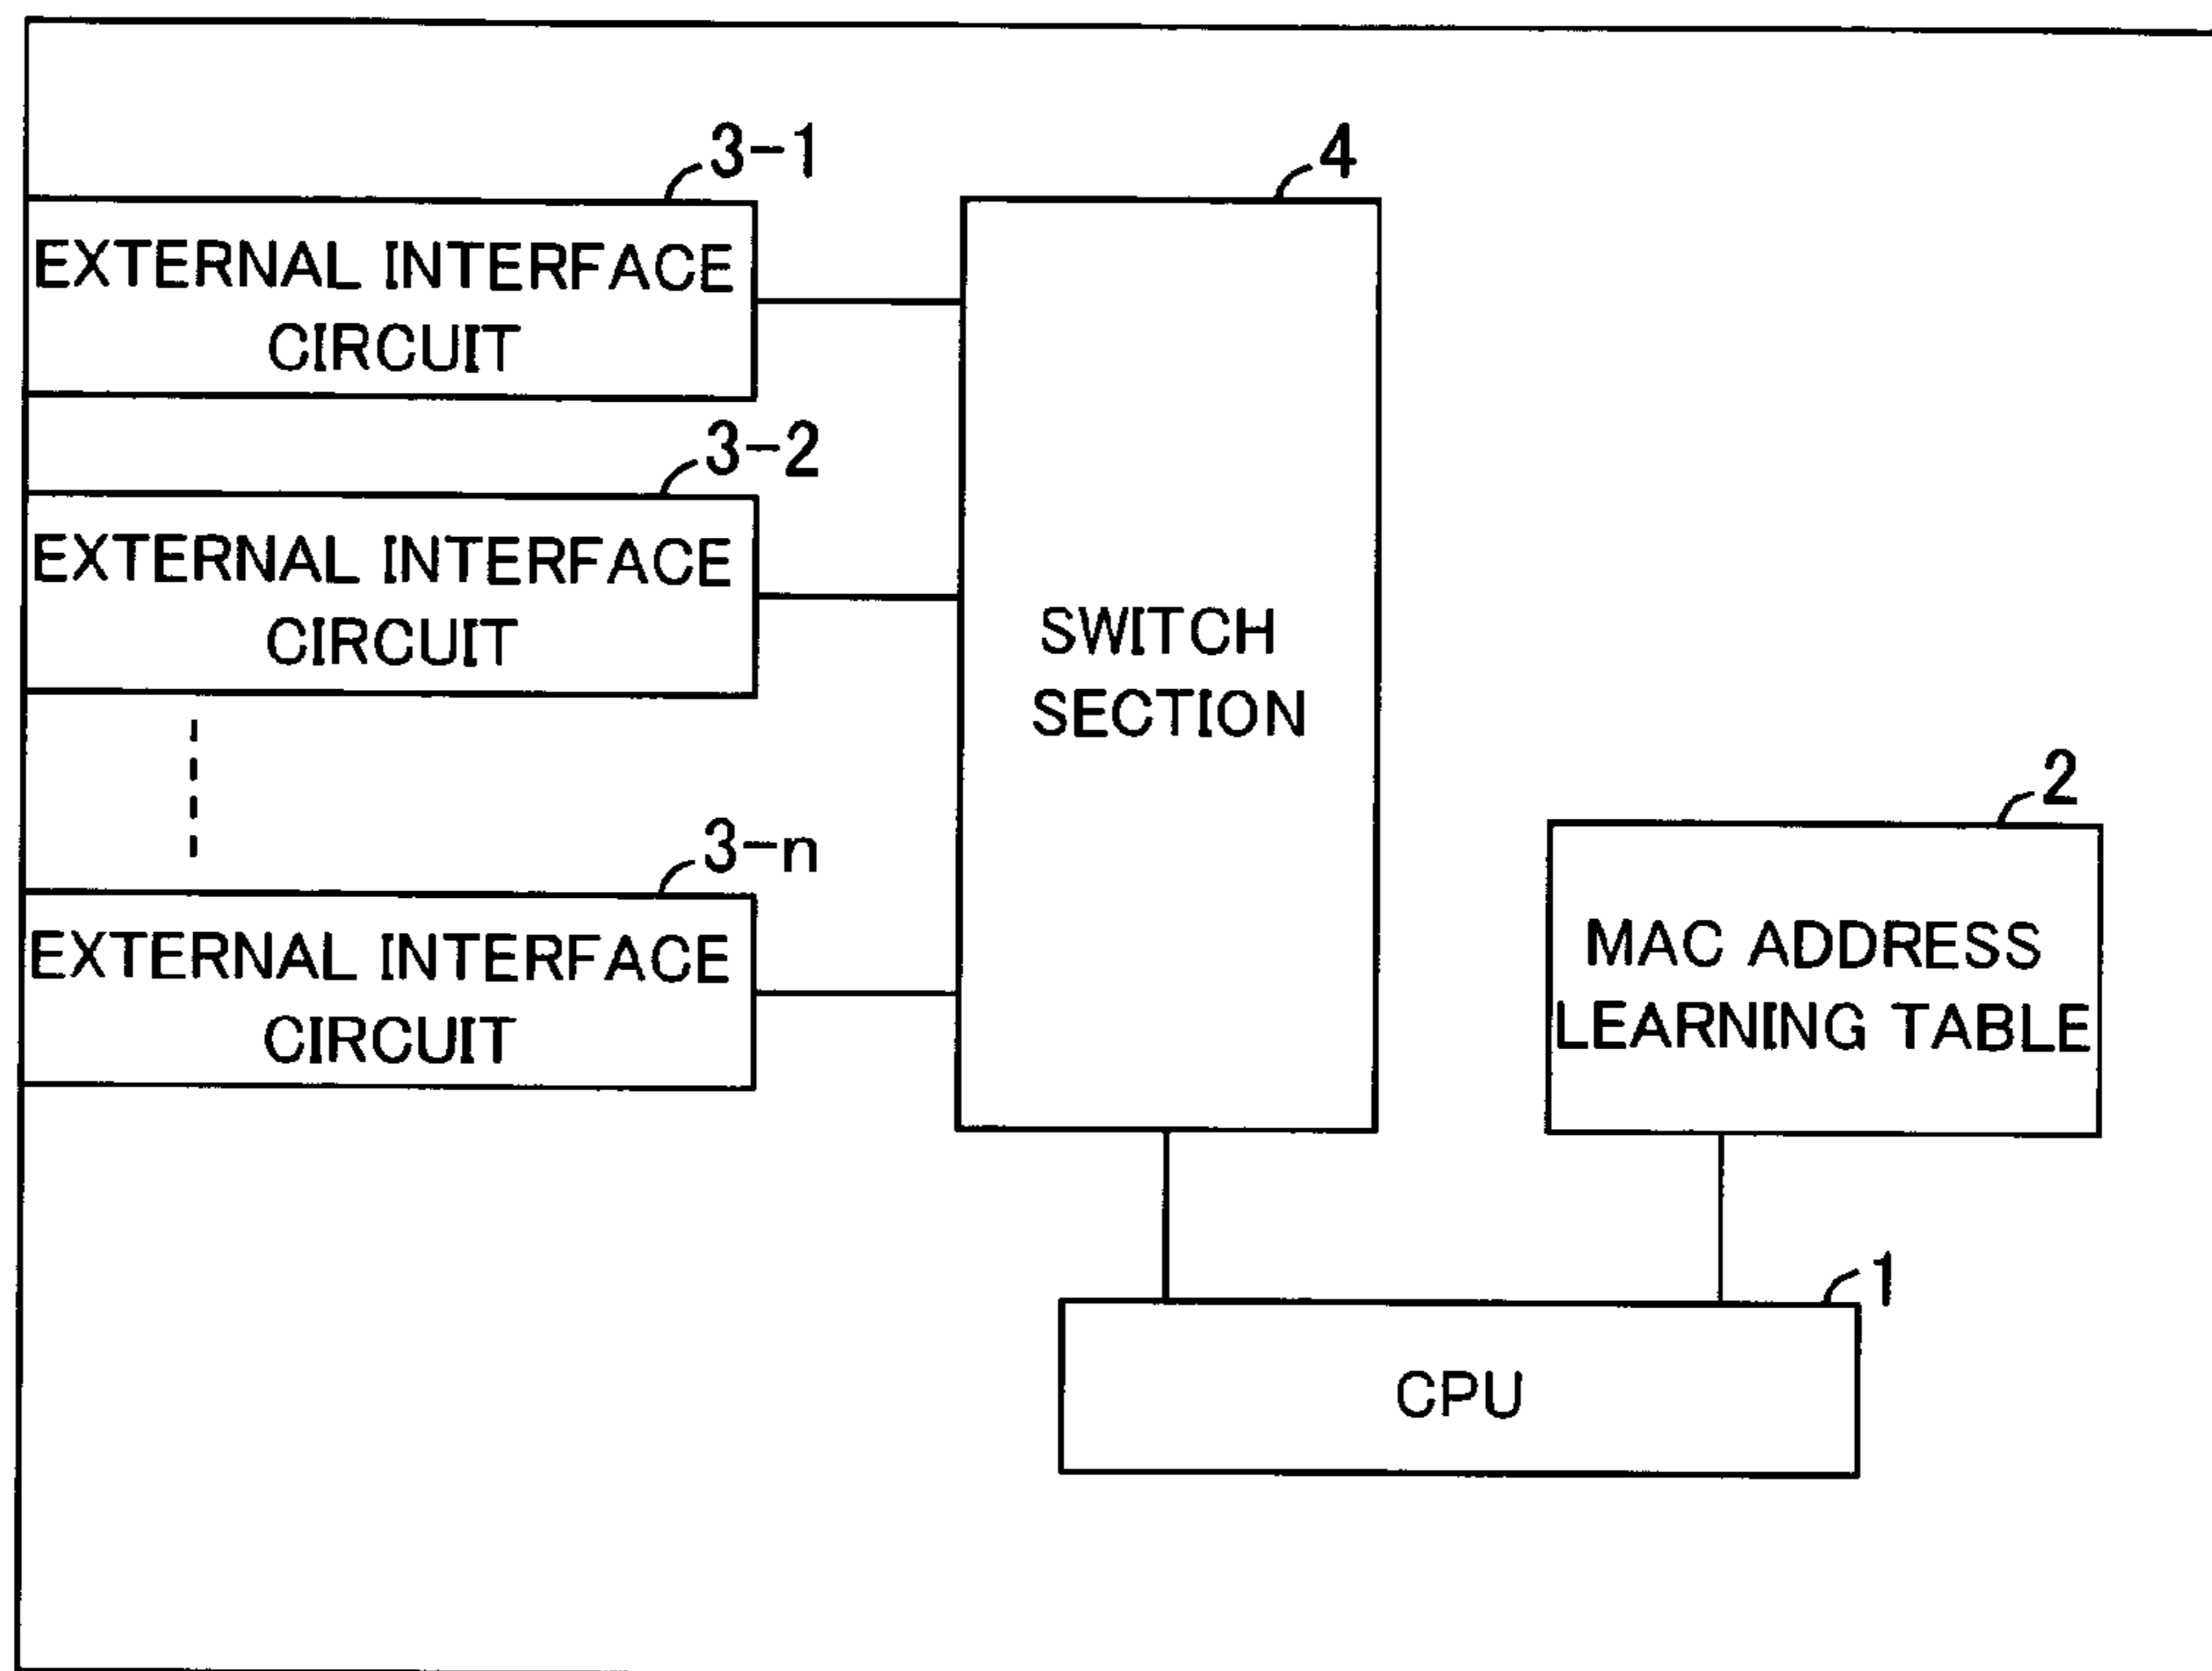 3-1
4
EXTERNAL INTERFACE
CIRCUIT
3-2
EXTERNAL INTERFACE
CIRCUIT
SWITCH
SECTION
3-n
EXTERNAL INTERFACE
CIRCUIT
2
MAC ADDRESS
LEARNING TABLE
1
CPU